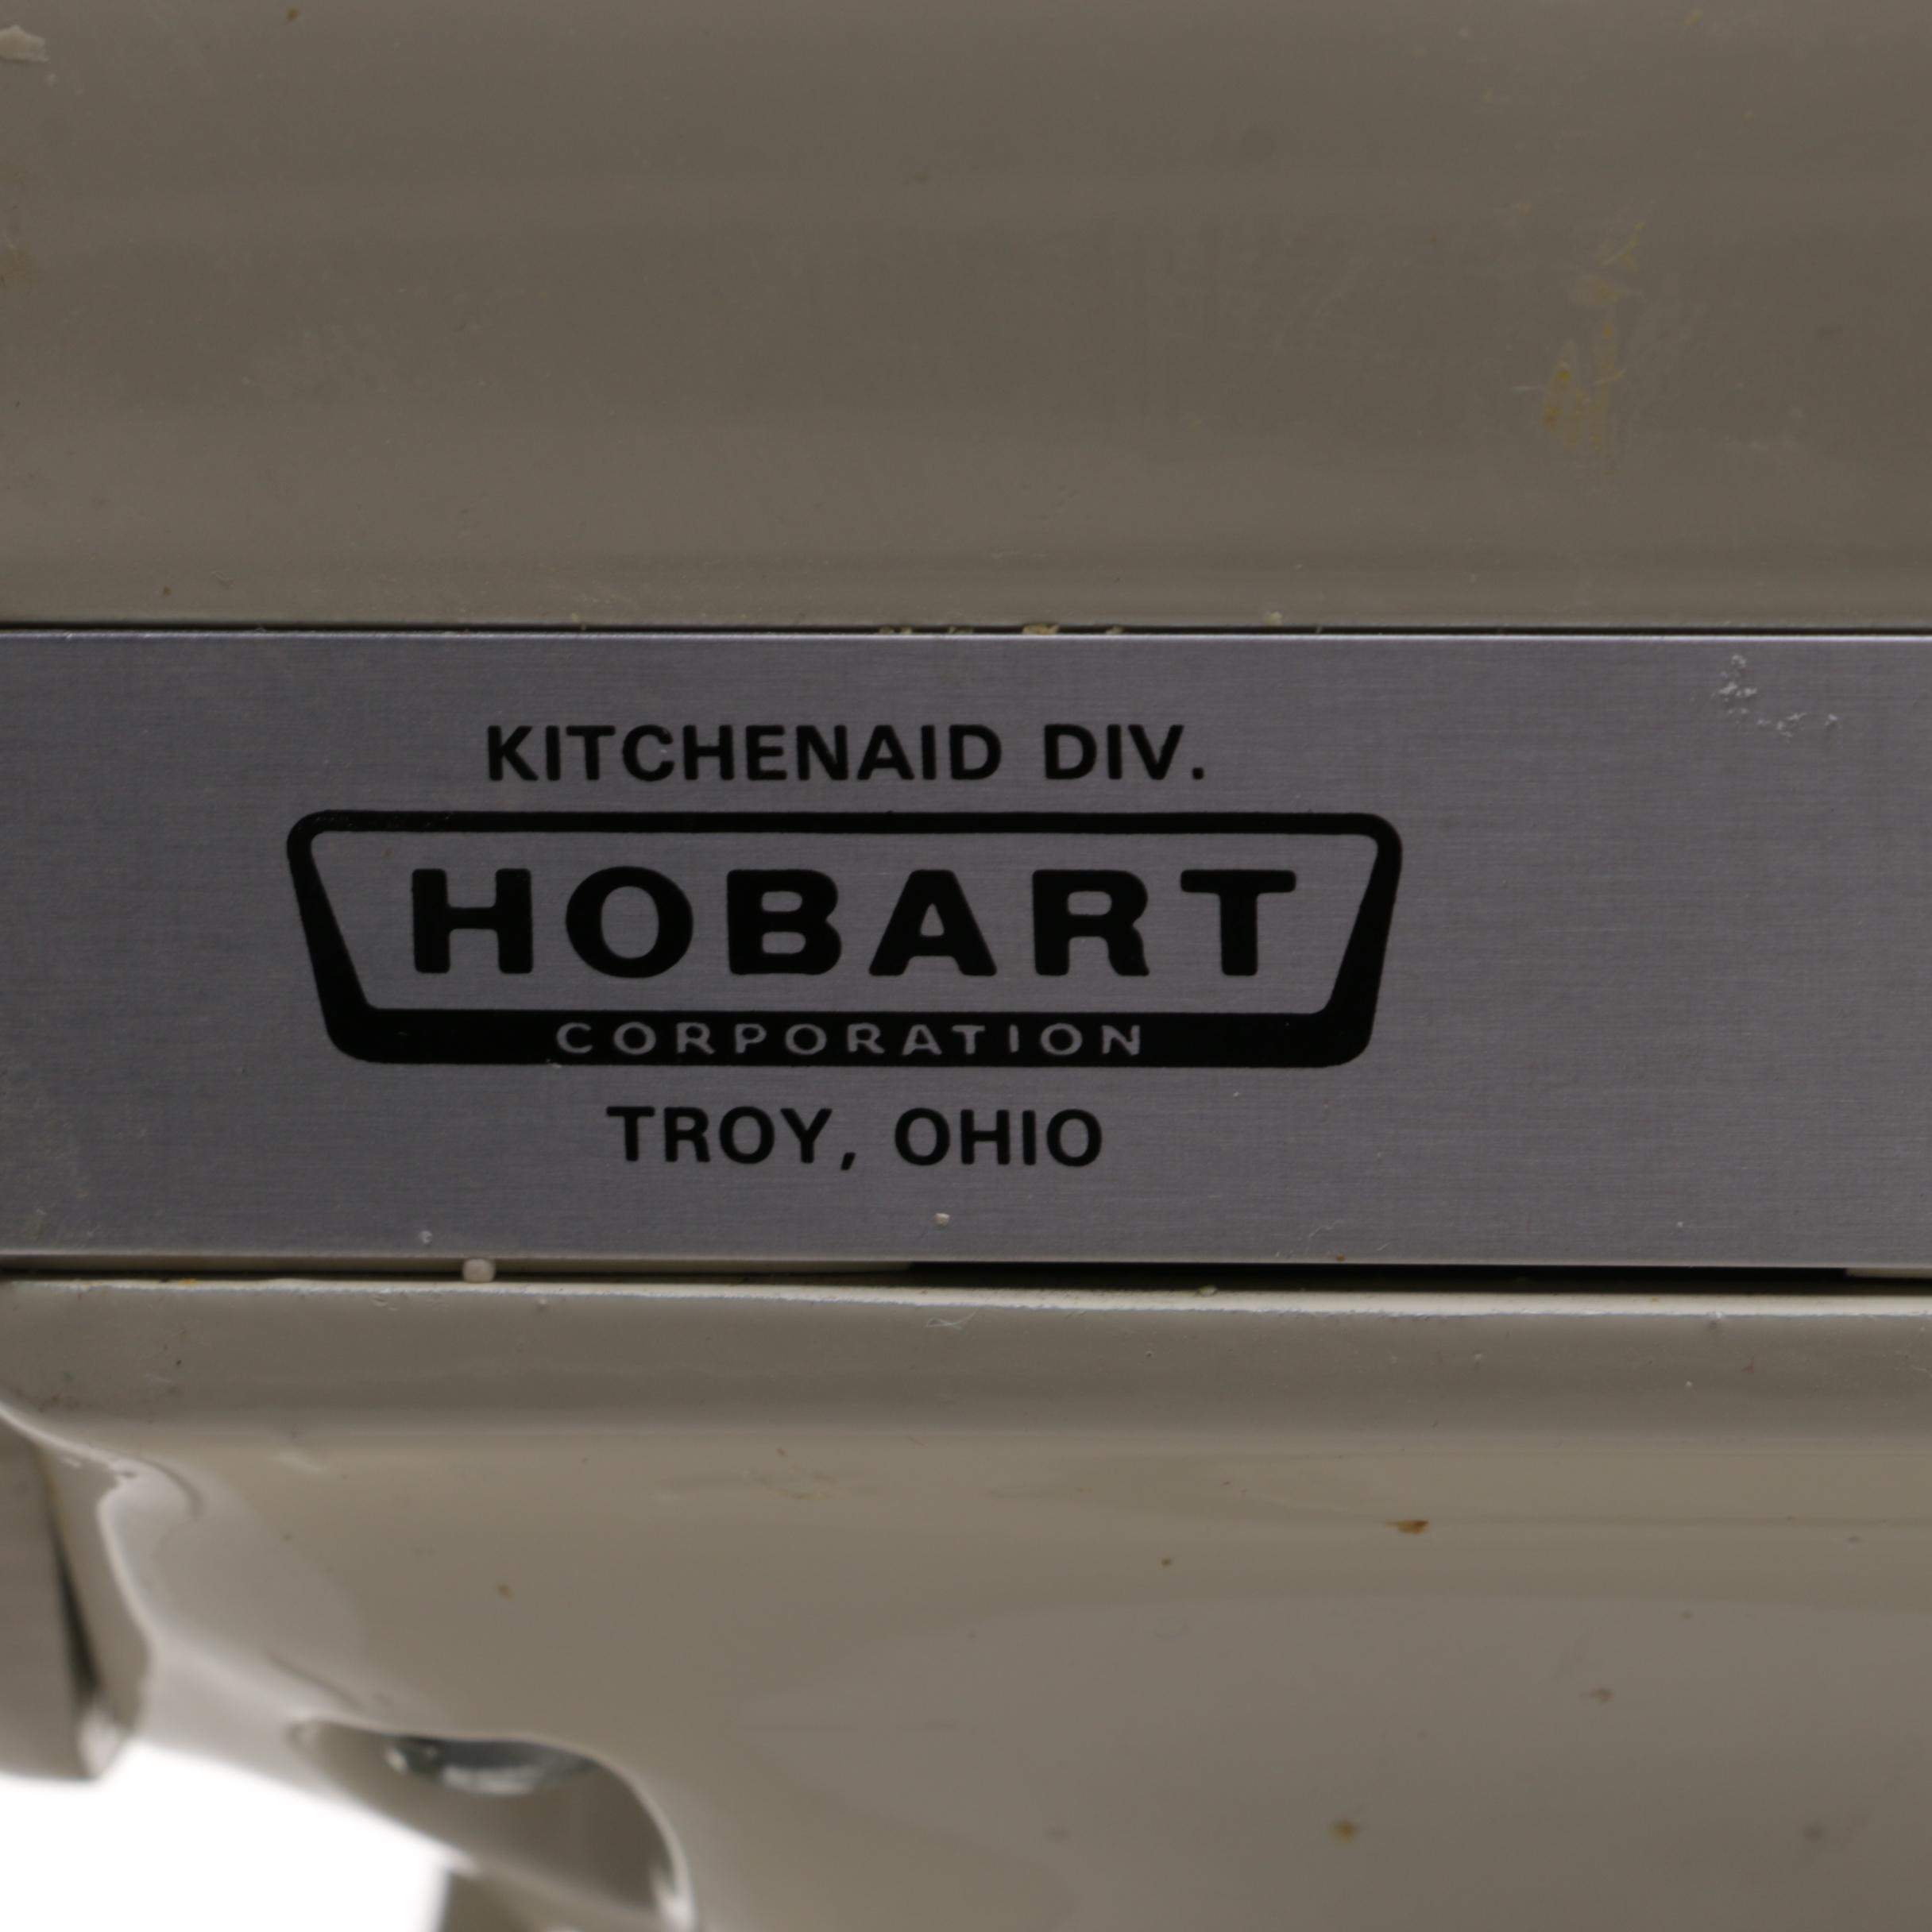 KITCHENAID DIV.
HOBART
CORPORATION
TROY, OHIO